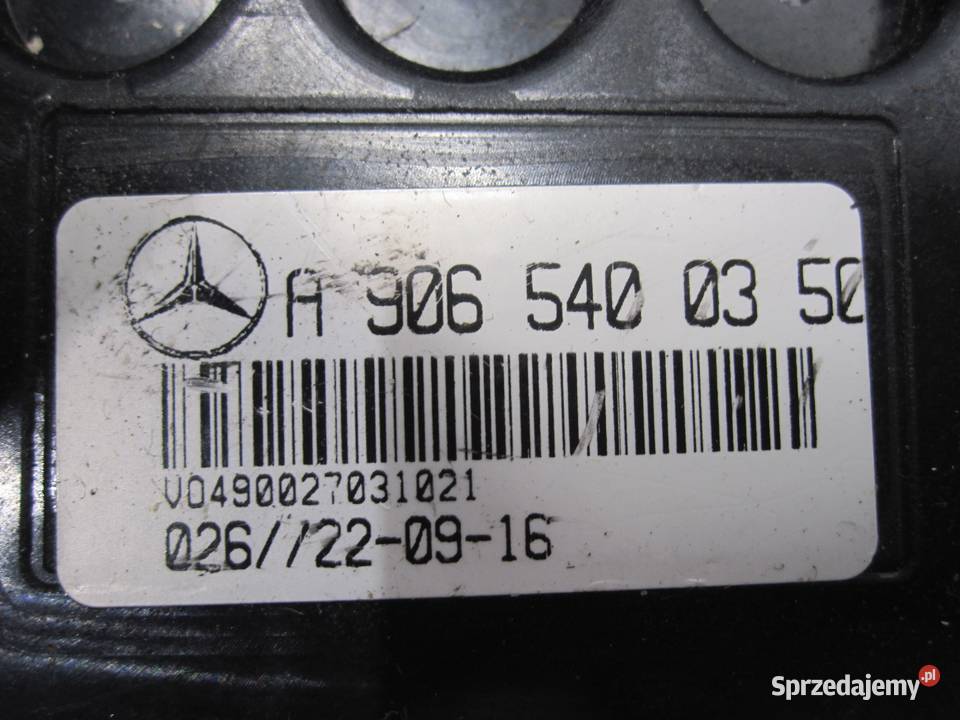 A 906 540 03 50
V0490027031021
026//22-09-16
Sprzedajemy.pl